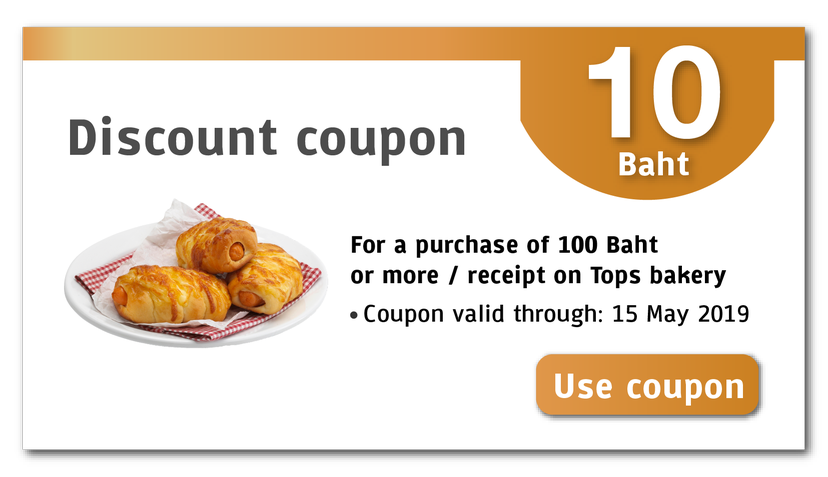 10
Baht
Discount coupon
For a purchase of 100 Baht
or more / receipt on Tops bakery
• Coupon valid through: 15 May 2019
Use coupon